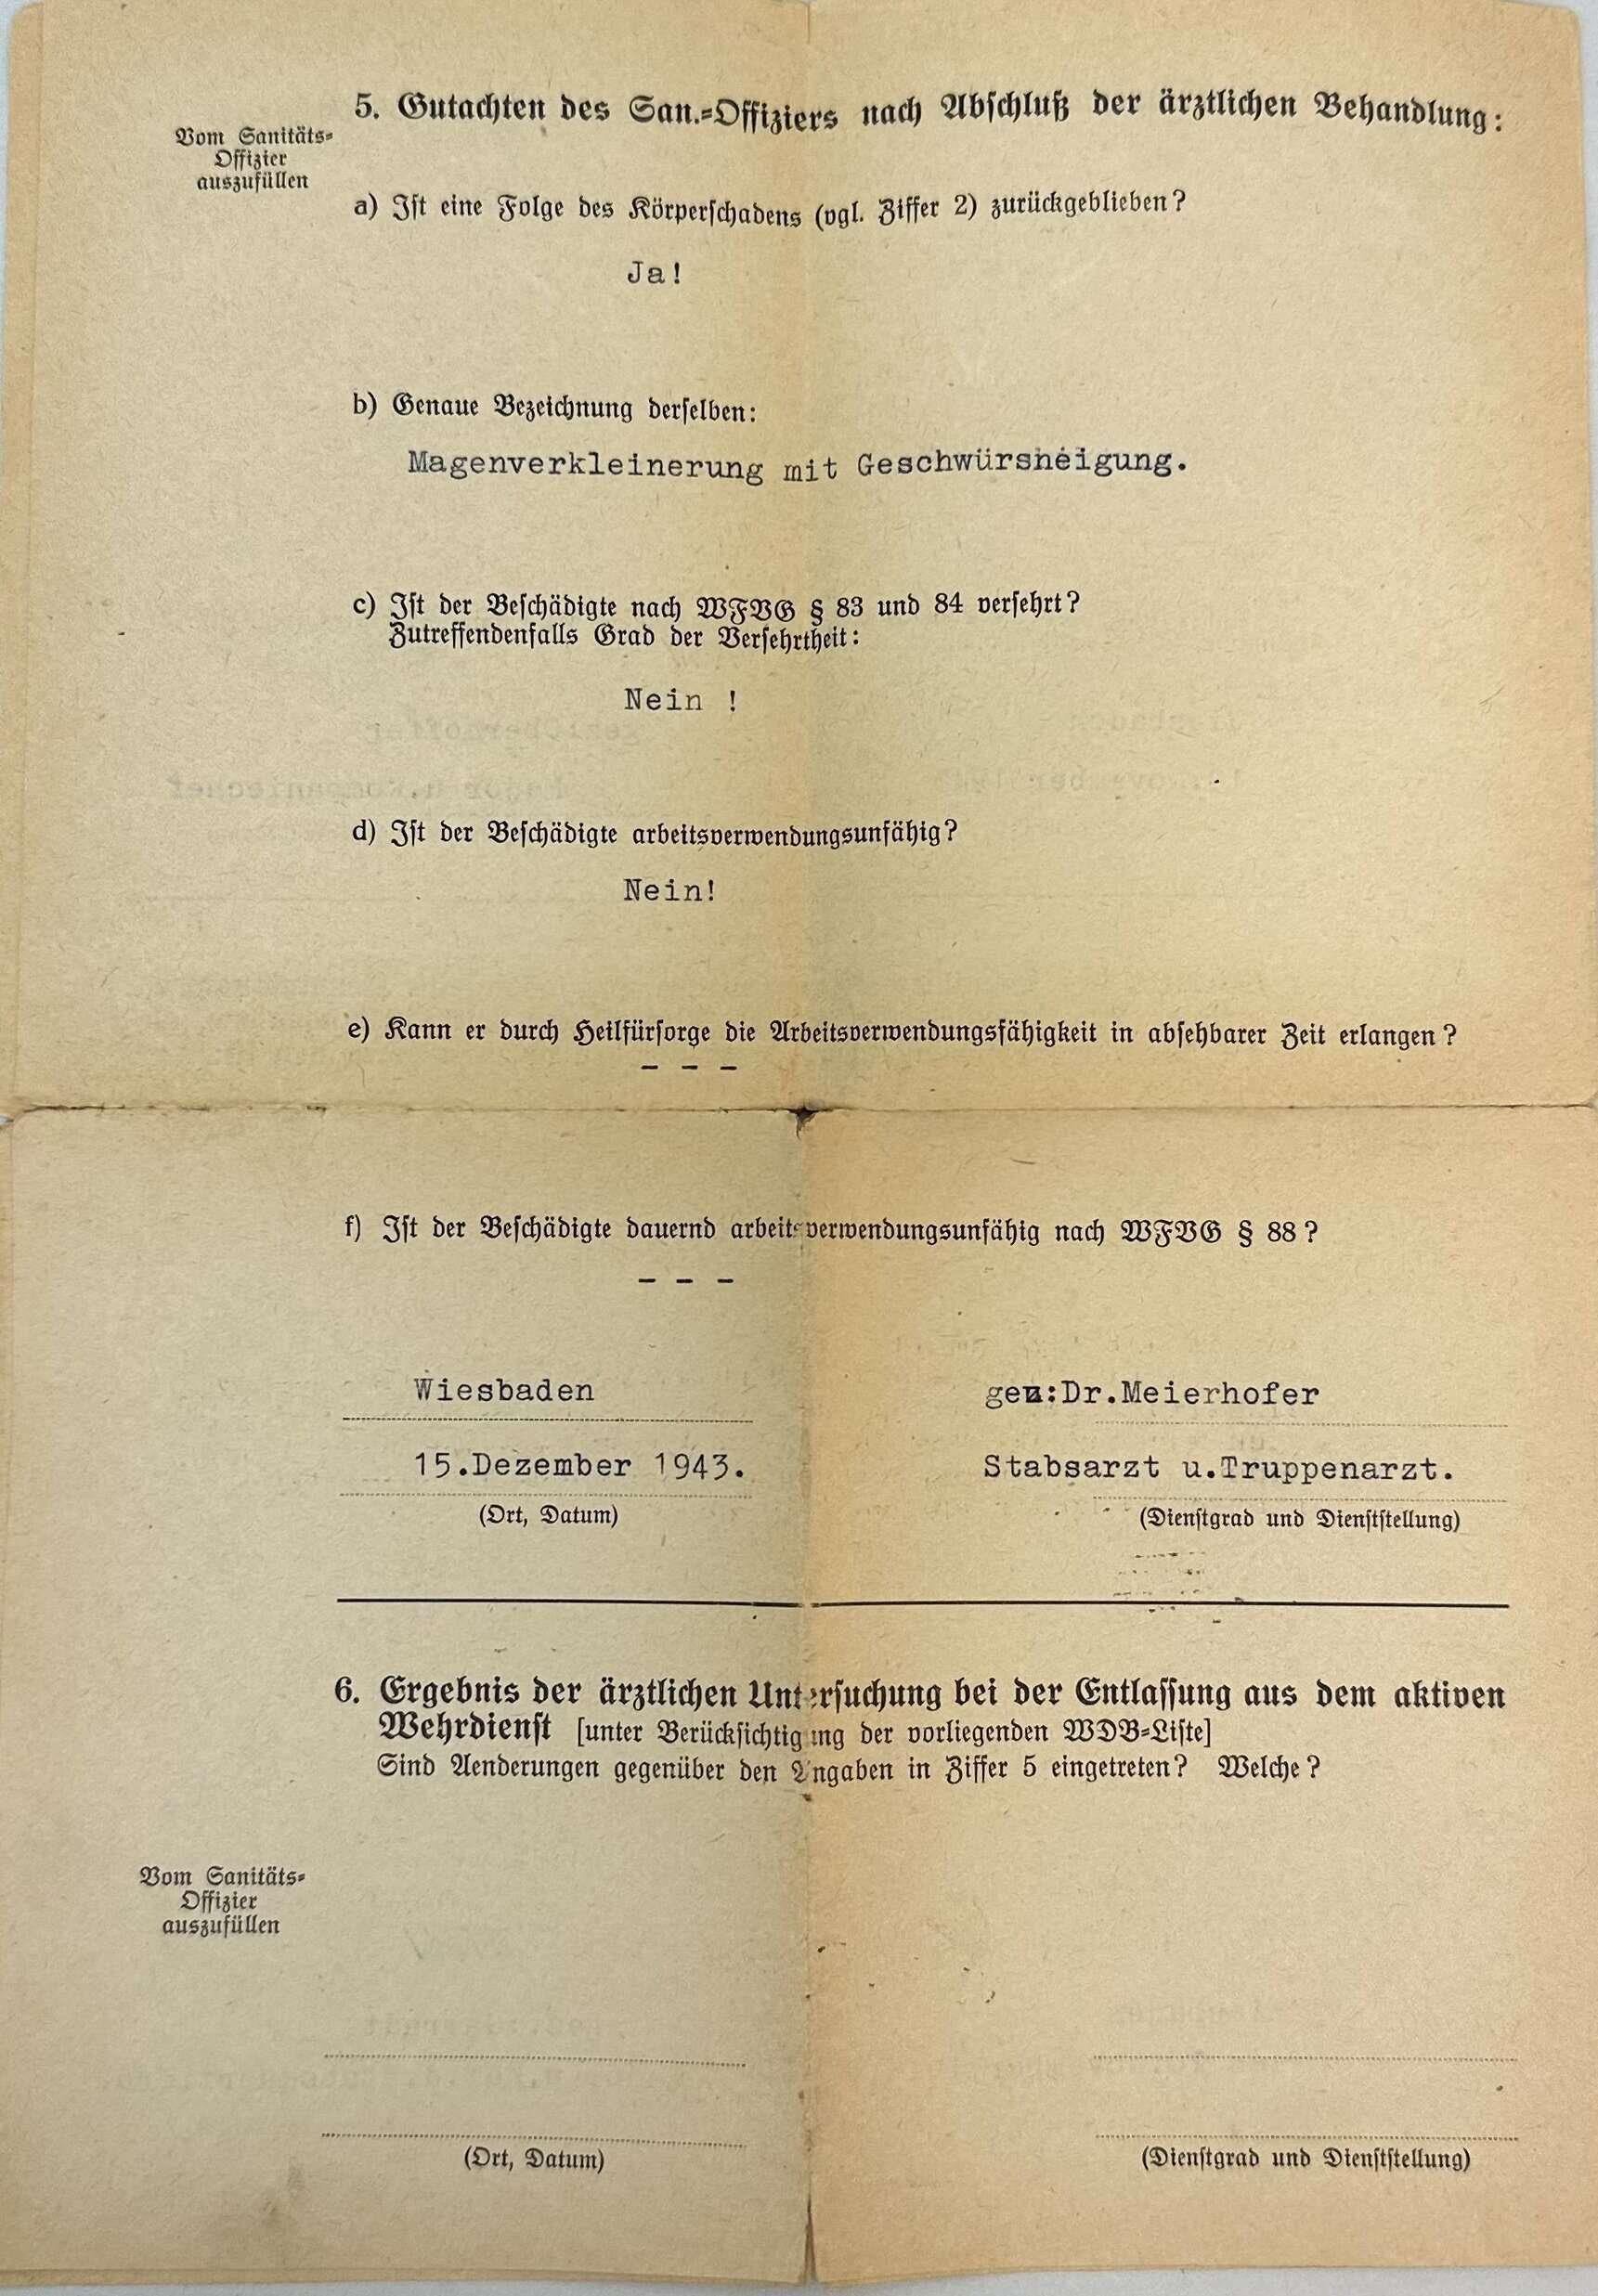 5. Gutachten des San.-Offiziers nach Abschluß der ärztlichen Behandlung:
Vom Sanitäts-
Offizier
auszufüllen
a) Ist eine Folge des Körperschadens (vgl. Ziffer 2) zurückgeblieben?
Ja!
b) Genaue Bezeichnung derselben:
Magenverkleinerung mit Geschwürsneigung.
c) Ist der Beschädigte nach WFVG § 83 und 84 versehrt?
Zutreffendenfalls Grad der Versehrtheit:
Nein !
d) Ist der Beschädigte arbeitsverwendungsunfähig?
Nein!
e) Kann er durch Heilfürsorge die Arbeitsverwendungsfähigkeit in absehbarer Zeit erlangen?
- - -
f) Ist der Beschädigte dauernd arbeitsverwendungsunfähig nach WFVG § 88?
- - -
Wiesbaden
gez:Dr.Meierhofer
15.Dezember 1943.
Stabsarzt u.Truppenarzt.
(Ort, Datum)
(Dienstgrad und Dienststellung)
6. Ergebnis der ärztlichen Untersuchung bei der Entlassung aus dem aktiven
Wehrdienst [unter Berücksichtigung der vorliegenden WDB-Liste]
Sind Aenderungen gegenüber den Angaben in Ziffer 5 eingetreten? Welche?
Vom Sanitäts-
Offizier
auszufüllen
(Ort, Datum)
(Dienstgrad und Dienststellung)